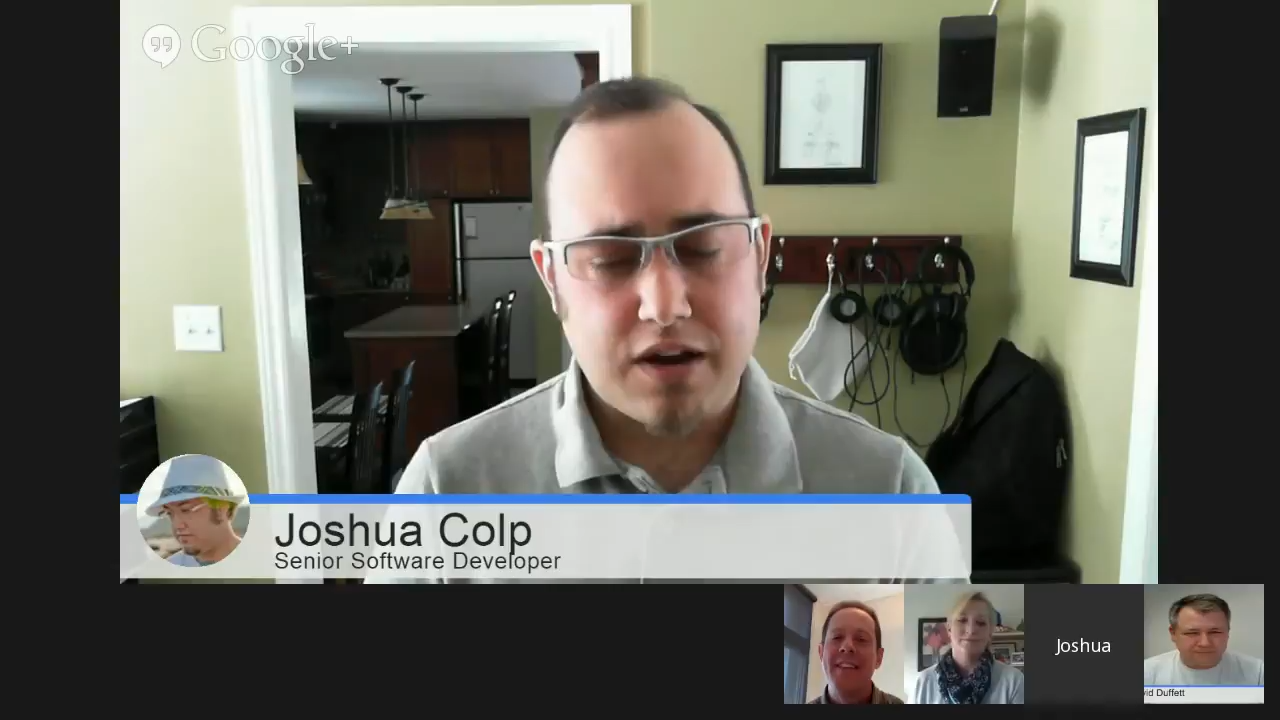 Google+
Joshua Colp
Senior Software Developer
Joshua
vid Duffett